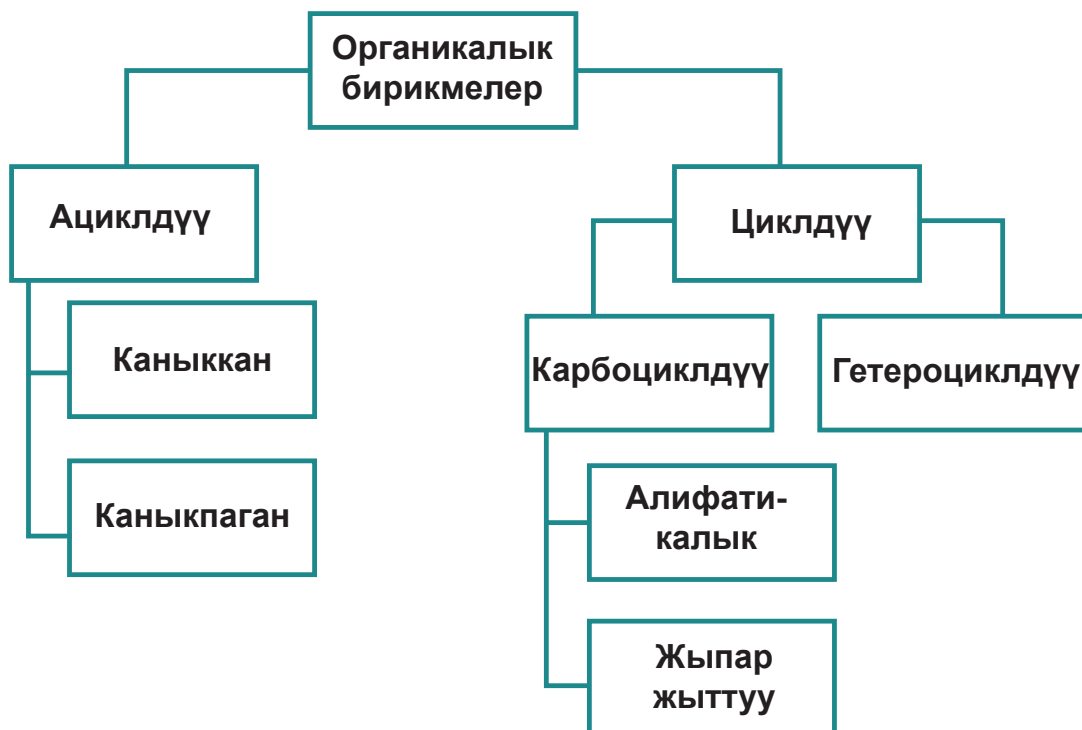 Органикалык
бирикмелер
Ациклдүү
Циклдүү
Каныккан
Карбоциклдүү
Гетероциклдүү
Каныкпаган
Алифати-
калык
Жыпар
жыттуу